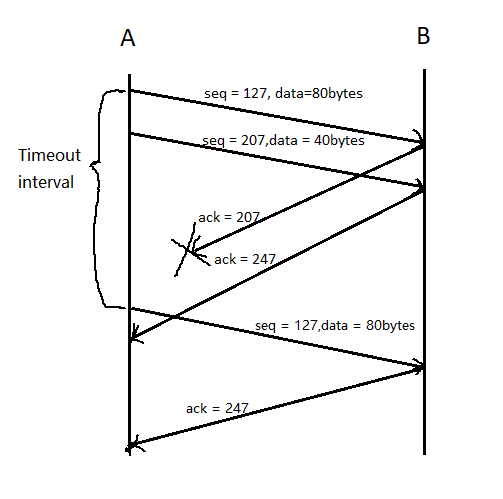 A
B
seq = 127, data=80bytes
seq = 207,data = 40bytes
Timeout
interval
ack = 207
ack = 247
seq = 127,data = 80bytes
ack = 247